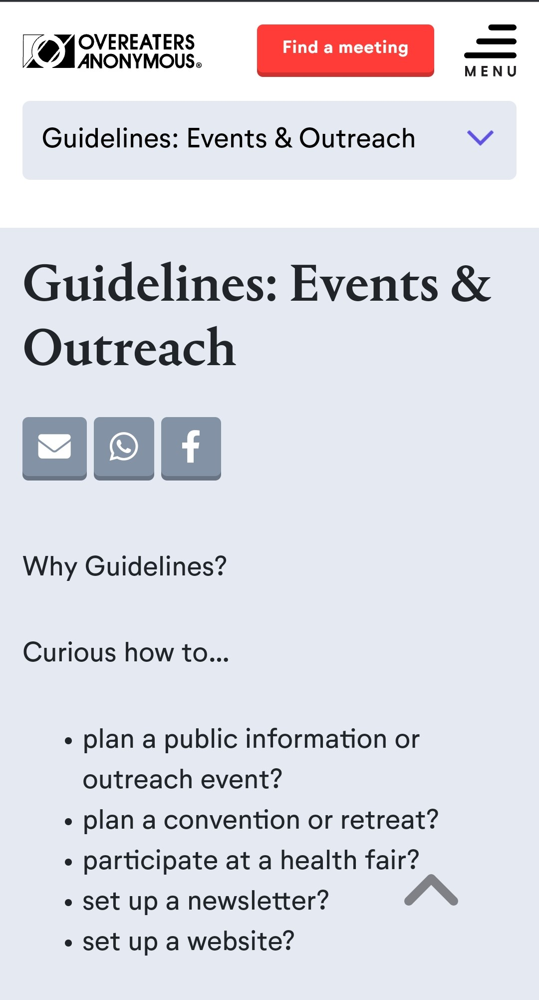 OVEREATERS
ANONYMOUS®
Find a meeting
MENU
Guidelines: Events & Outreach
Guidelines: Events &
Outreach
Why Guidelines?
Curious how to...
• plan a public information or
outreach event?
• plan a convention or retreat?
• participate at a health fair?
• set up a newsletter?
• set up a website?